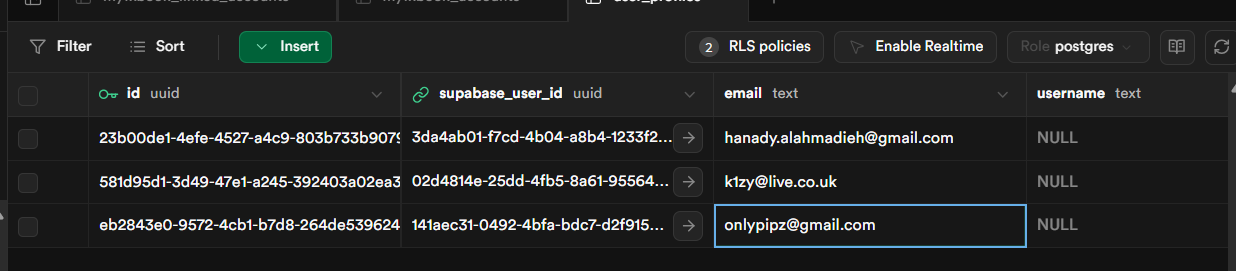 Filter Sort Insert 2 RLS policies Enable Realtime Role postgres
id uuid supabase_user_id uuid email text username text
23b00de1-4efe-4527-a4c9-803b733b9079 3da4ab01-f7cd-4b04-a8b4-1233f2... hanady.alahmadieh@gmail.com NULL
581d95d1-3d49-47e1-a245-392403a02ea3 02d4814e-25dd-4fb5-8a61-95564... k1zy@live.co.uk NULL
eb2843e0-9572-4cb1-b7d8-264de539624 141aec31-0492-4bfa-bdc7-d2f915... onlypipz@gmail.com NULL